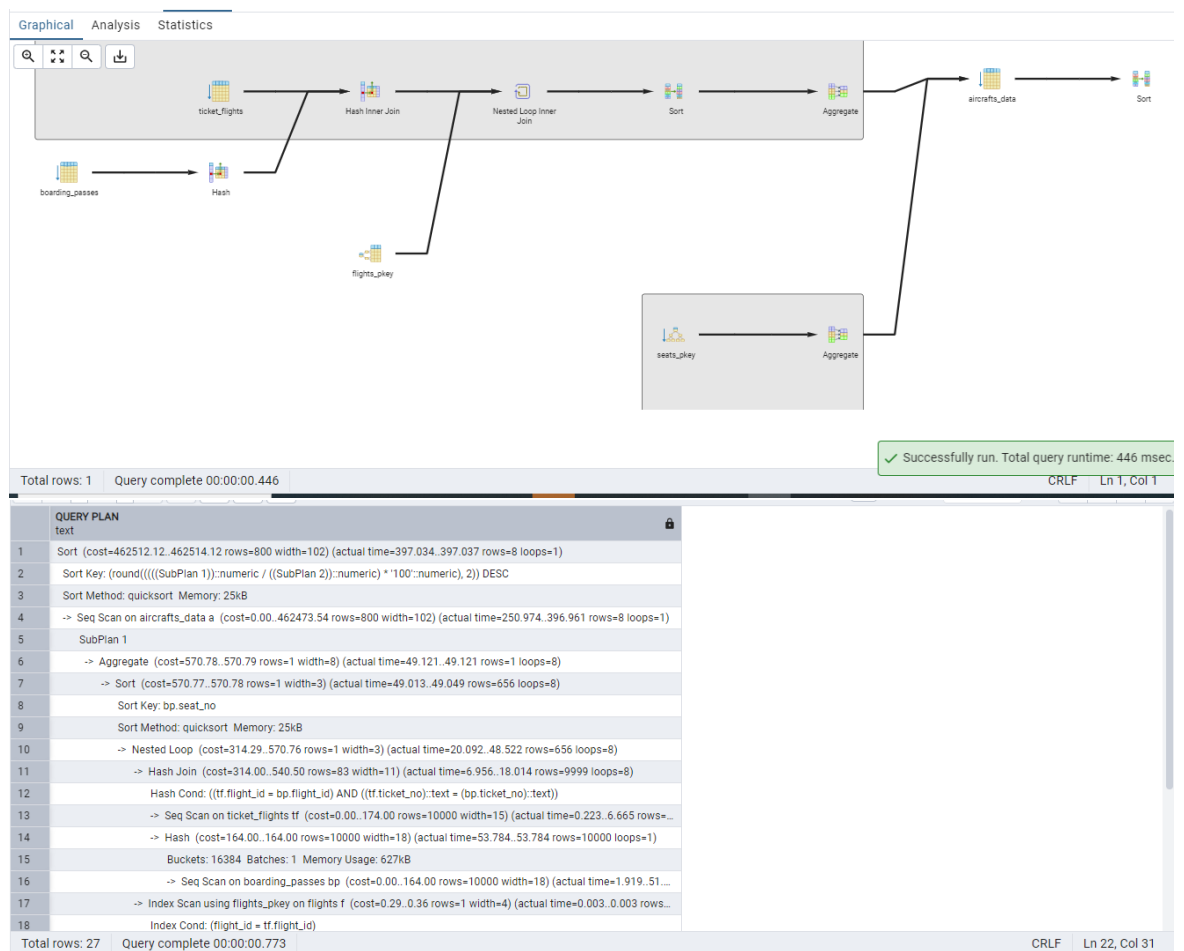 Graphical Analysis Statistics
ticket_flights
Hash Inner Join
Nested Loop Inner
Join
Sort
Aggregate
aircrafts_data
Sort
boarding_passes
Hash
flights_pkey
seats_pkey
Aggregate
Successfully run. Total query runtime: 446 msec.
Total rows: 1 Query complete 00:00:00.446 CRLF Ln 1, Col 1
QUERY PLAN
text
1 Sort (cost=462512.12..462514.12 rows=800 width=102) (actual time=397.034..397.037 rows=8 loops=1)
2 Sort Key: (round(((((SubPlan 1))::numeric / ((SubPlan 2))::numeric) * '100'::numeric), 2)) DESC
3 Sort Method: quicksort Memory: 25kB
4 -> Seq Scan on aircrafts_data a (cost=0.00..462473.54 rows=800 width=102) (actual time=250.974..396.961 rows=8 loops=1)
5 SubPlan 1
6 -> Aggregate (cost=570.78..570.79 rows=1 width=8) (actual time=49.121..49.121 rows=1 loops=8)
7 -> Sort (cost=570.77..570.78 rows=1 width=3) (actual time=49.013..49.049 rows=656 loops=8)
8 Sort Key: bp.seat_no
9 Sort Method: quicksort Memory: 25kB
10 -> Nested Loop (cost=314.29..570.76 rows=1 width=3) (actual time=20.092..48.522 rows=656 loops=8)
11 -> Hash Join (cost=314.00..540.50 rows=83 width=11) (actual time=6.956..18.014 rows=9999 loops=8)
12 Hash Cond: ((tf.flight_id = bp.flight_id) AND ((tf.ticket_no)::text = (bp.ticket_no)::text))
13 -> Seq Scan on ticket_flights tf (cost=0.00..174.00 rows=10000 width=15) (actual time=0.223..6.665 rows=...
14 -> Hash (cost=164.00..164.00 rows=10000 width=18) (actual time=53.784..53.784 rows=10000 loops=1)
15 Buckets: 16384 Batches: 1 Memory Usage: 627kB
16 -> Seq Scan on boarding_passes bp (cost=0.00..164.00 rows=10000 width=18) (actual time=1.919..51....
17 -> Index Scan using flights_pkey on flights f (cost=0.29..0.36 rows=1 width=4) (actual time=0.003..0.003 rows...
18 Index Cond: (flight_id = tf.flight_id)
Total rows: 27 Query complete 00:00:00.773 CRLF Ln 22, Col 31